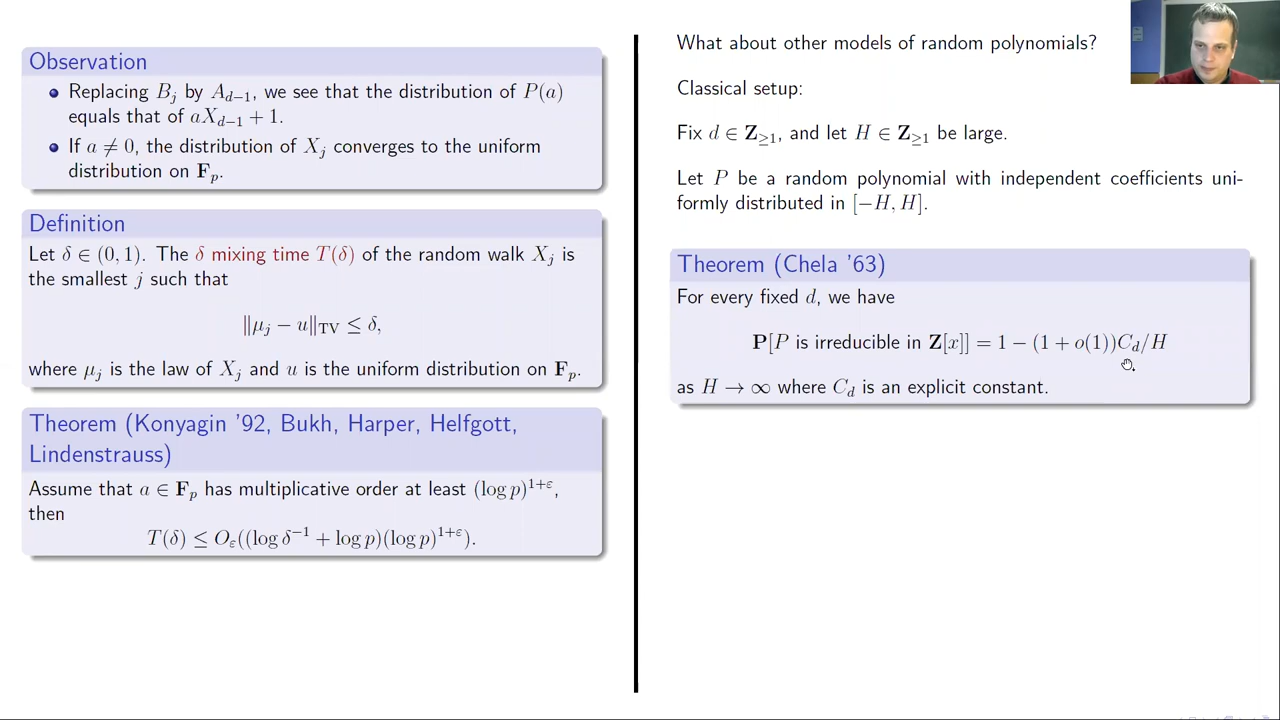 Observation
• Replacing B_j by A_{d−1}, we see that the distribution of P(a)
equals that of aX_{d−1} + 1.
• If a ≠ 0, the distribution of X_j converges to the uniform
distribution on F_p.
Definition
Let δ ∈ (0, 1). The δ mixing time T(δ) of the random walk X_j is
the smallest j such that
‖μ_j − u‖_TV ≤ δ,
where μ_j is the law of X_j and u is the uniform distribution on F_p.
Theorem (Konyagin '92, Bukh, Harper, Helfgott,
Lindenstrauss)
Assume that a ∈ F_p has multiplicative order at least (log p)^{1+ε},
then
T(δ) ≤ O_ε((log δ^{−1} + log p)(log p)^{1+ε}).
What about other models of random polynomials?
Classical setup:
Fix d ∈ Z_{≥1}, and let H ∈ Z_{≥1} be large.
Let P be a random polynomial with independent coefficients uni-
formly distributed in [−H, H].
Theorem (Chela '63)
For every fixed d, we have
P[P is irreducible in Z[x]] = 1 − (1 + o(1))C_d/H
as H → ∞ where C_d is an explicit constant.